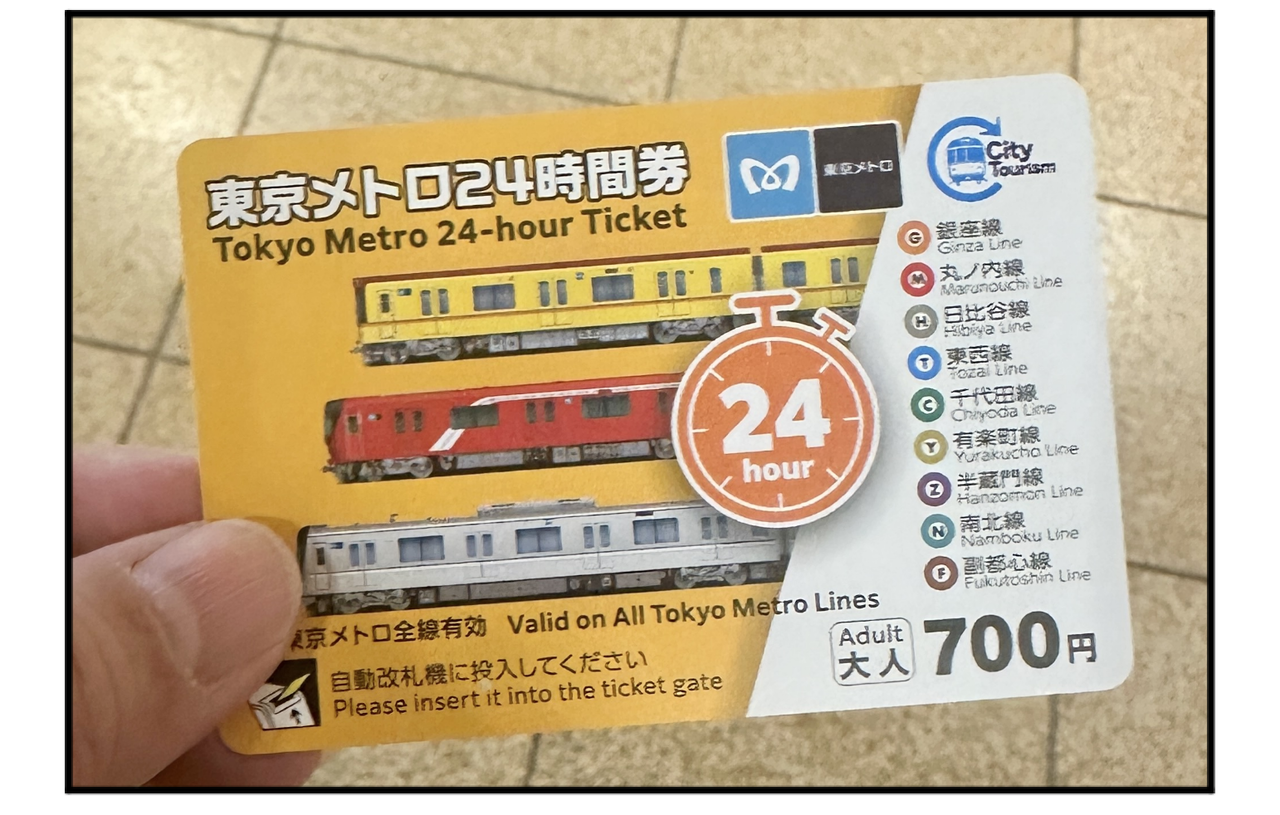 東京メトロ24時間券
Tokyo Metro 24-hour Ticket
東京メトロ
City
Tourism
24
hour
G 銀座線
Ginza Line
M 丸ノ内線
Marunouchi Line
H 日比谷線
Hibiya Line
T 東西線
Tozai Line
C 千代田線
Chiyoda Line
Y 有楽町線
Yurakucho Line
Z 半蔵門線
Hanzomon Line
N 南北線
Namboku Line
F 副都心線
Fukutoshin Line
東京メトロ全線有効 Valid on All Tokyo Metro Lines
自動改札機に投入してください
Please insert it into the ticket gate
Adult
大人 700円